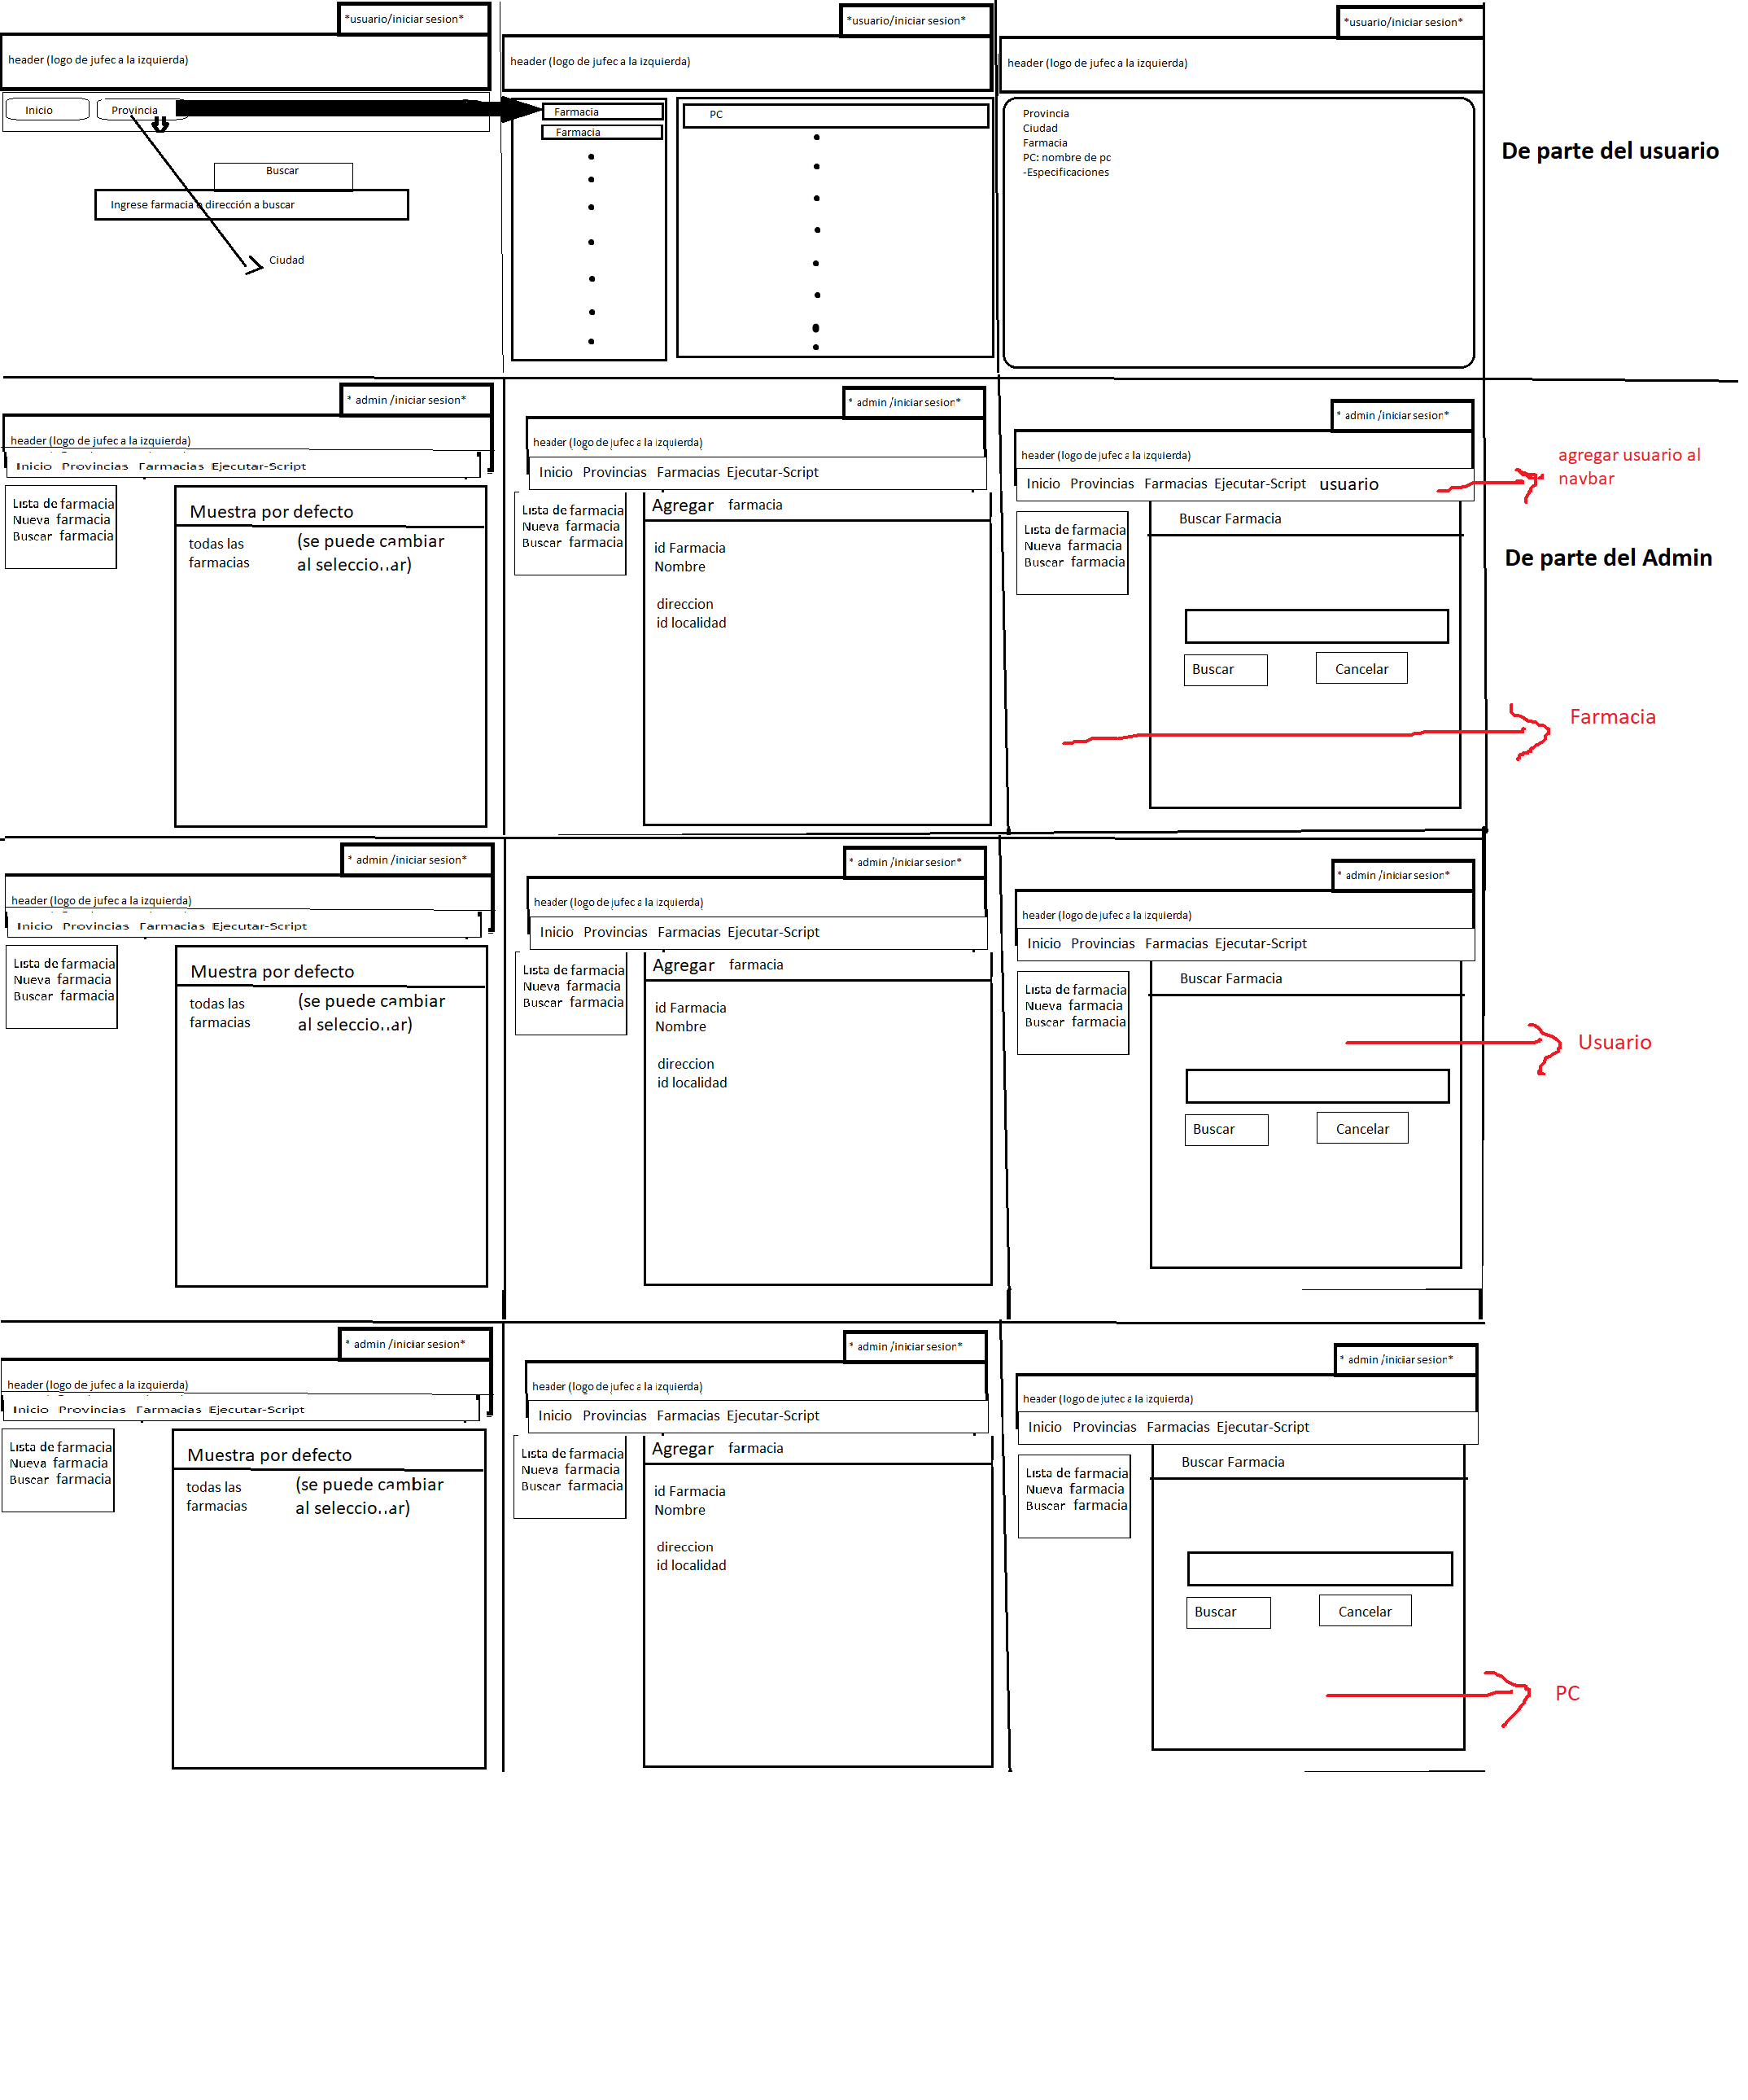 *usuario/iniciar sesion*
header (logo de jufec a la izquierda)
Inicio
Provincia
Buscar
Ingrese farmacia o dirección a buscar
Ciudad
*usuario/iniciar sesion*
header (logo de jufec a la izquierda)
Farmacia
Farmacia
PC
*usuario/iniciar sesion*
header (logo de jufec a la izquierda)
Provincia
Ciudad
Farmacia
PC: nombre de pc
-Especificaciones
De parte del usuario
* admin /iniciar sesion*
header (logo de jufec a la izquierda)
Inicio Provincias Farmacias Ejecutar-Script
Lista de farmacia
Nueva farmacia
Buscar farmacia
Muestra por defecto
todas las farmacias
(se puede cambiar
al seleccionar)
* admin /iniciar sesion*
header (logo de jufec a la izquierda)
Inicio Provincias Farmacias Ejecutar-Script
Lista de farmacia
Nueva farmacia
Buscar farmacia
Agregar farmacia
id Farmacia
Nombre
direccion
id localidad
* admin /iniciar sesion*
header (logo de jufec a la izquierda)
Inicio Provincias Farmacias Ejecutar-Script usuario
Lista de farmacia
Nueva farmacia
Buscar farmacia
Buscar Farmacia
Buscar
Cancelar
agregar usuario al
navbar
De parte del Admin
Farmacia
* admin /iniciar sesion*
header (logo de jufec a la izquierda)
Inicio Provincias Farmacias Ejecutar-Script
Lista de farmacia
Nueva farmacia
Buscar farmacia
Muestra por defecto
todas las farmacias
(se puede cambiar
al seleccionar)
* admin /iniciar sesion*
header (logo de jufec a la izquierda)
Inicio Provincias Farmacias Ejecutar-Script
Lista de farmacia
Nueva farmacia
Buscar farmacia
Agregar farmacia
id Farmacia
Nombre
direccion
id localidad
* admin /iniciar sesion*
header (logo de jufec a la izquierda)
Inicio Provincias Farmacias Ejecutar-Script
Lista de farmacia
Nueva farmacia
Buscar farmacia
Buscar Farmacia
Buscar
Cancelar
Usuario
* admin /iniciar sesion*
header (logo de jufec a la izquierda)
Inicio Provincias Farmacias Ejecutar-Script
Lista de farmacia
Nueva farmacia
Buscar farmacia
Muestra por defecto
todas las farmacias
(se puede cambiar
al seleccionar)
* admin /iniciar sesion*
header (logo de jufec a la izquierda)
Inicio Provincias Farmacias Ejecutar-Script
Lista de farmacia
Nueva farmacia
Buscar farmacia
Agregar farmacia
id Farmacia
Nombre
direccion
id localidad
* admin /iniciar sesion*
header (logo de jufec a la izquierda)
Inicio Provincias Farmacias Ejecutar-Script
Lista de farmacia
Nueva farmacia
Buscar farmacia
Buscar Farmacia
Buscar
Cancelar
PC